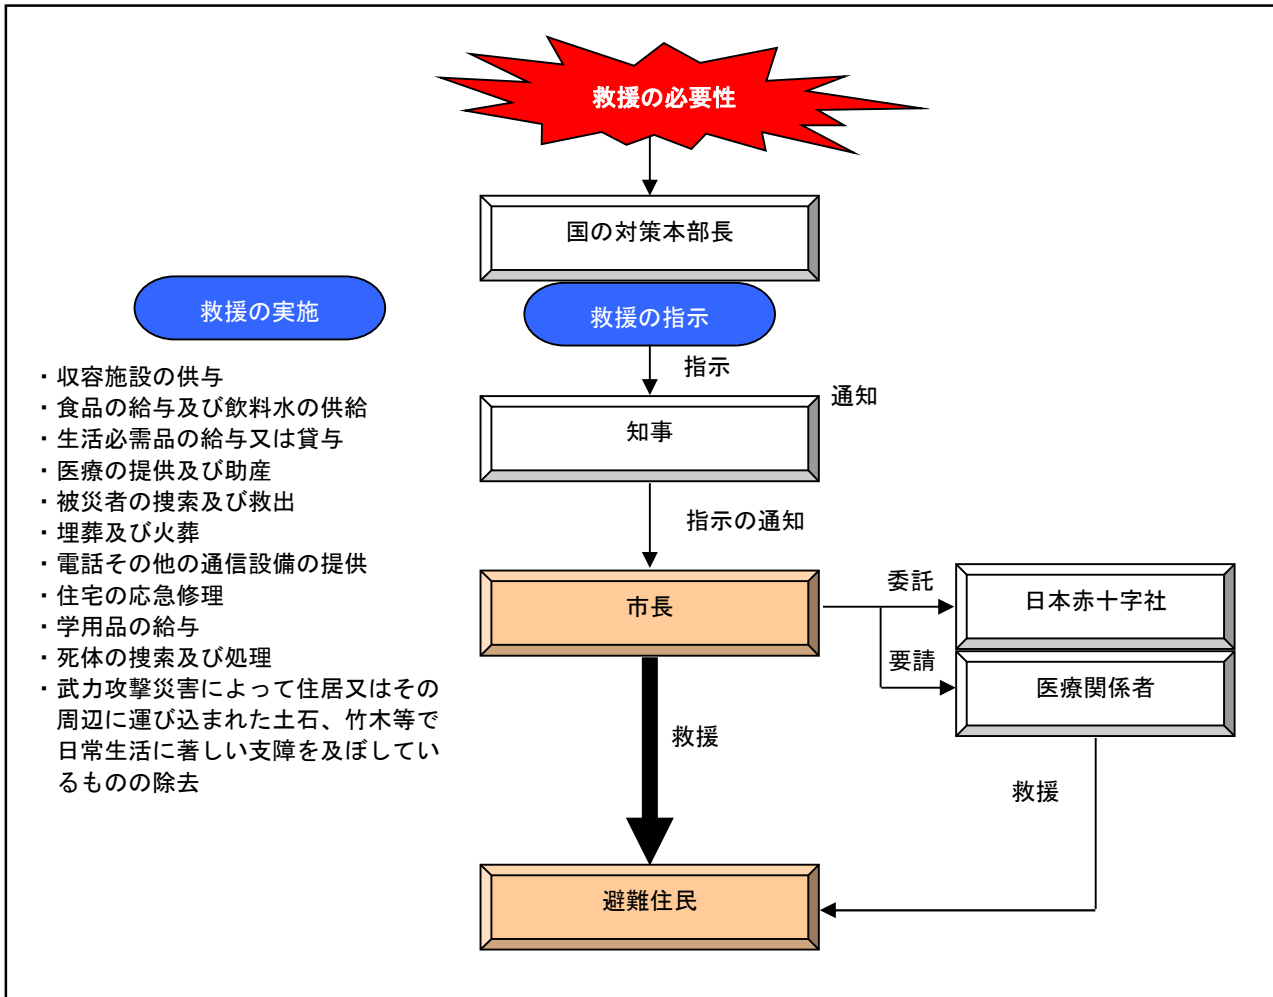 救援の必要性
国の対策本部長
救援の実施
救援の指示
指示
通知
知事
指示の通知
・収容施設の供与
・食品の給与及び飲料水の供給
・生活必需品の給与又は貸与
・医療の提供及び助産
・被災者の捜索及び救出
・埋葬及び火葬
・電話その他の通信設備の提供
・住宅の応急修理
・学用品の給与
・死体の捜索及び処理
・武力攻撃災害によって住居又はその
周辺に運び込まれた土石、竹木等で
日常生活に著しい支障を及ぼしてい
るものの除去
市長
委託
日本赤十字社
要請
医療関係者
救援
救援
避難住民